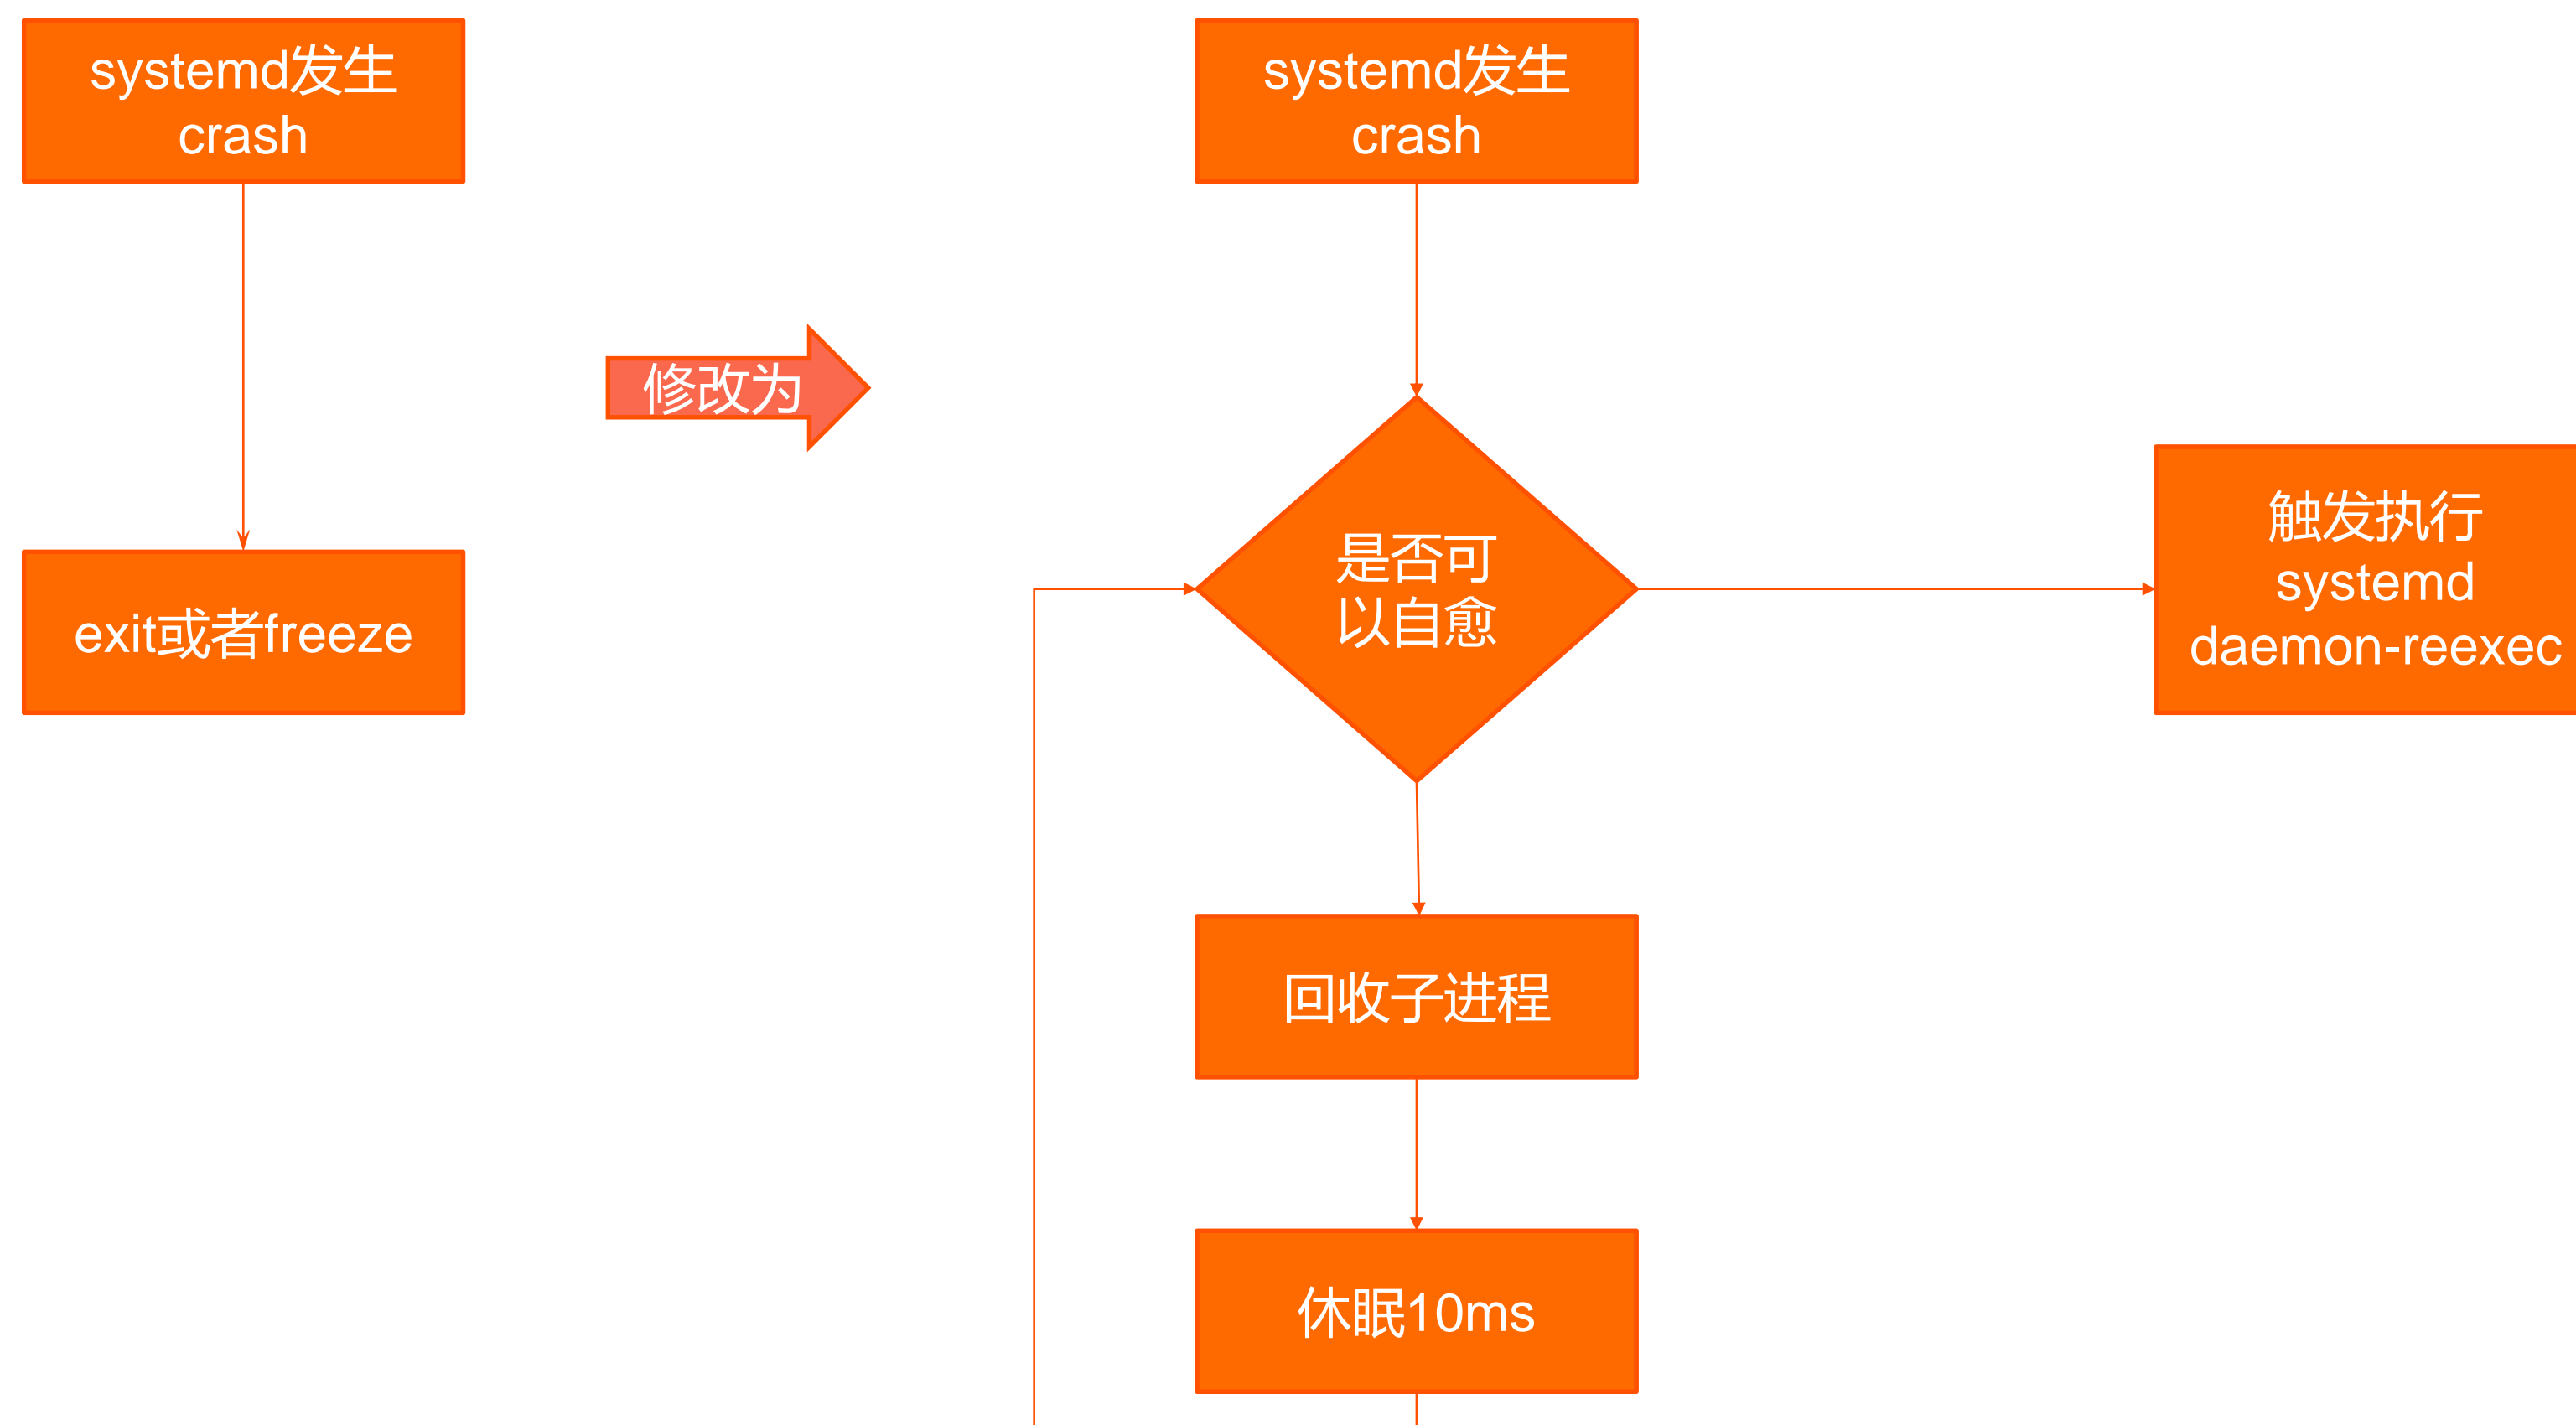 systemd发生
crash
exit或者freeze
修改为
systemd发生
crash
是否可
以自愈
触发执行
systemd
daemon-reexec
回收子进程
休眠10ms